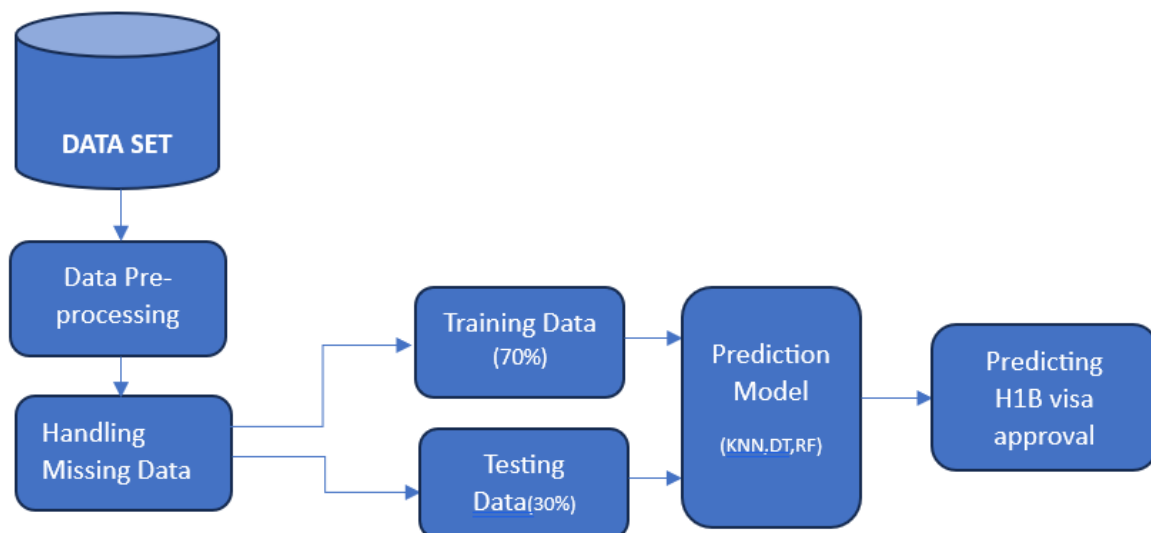 DATA SET
Data Pre-
processing
Handling
Missing Data
Training Data
(70%)
Testing
Data(30%)
Prediction
Model
(KNN,DT,RF)
Predicting
H1B visa
approval